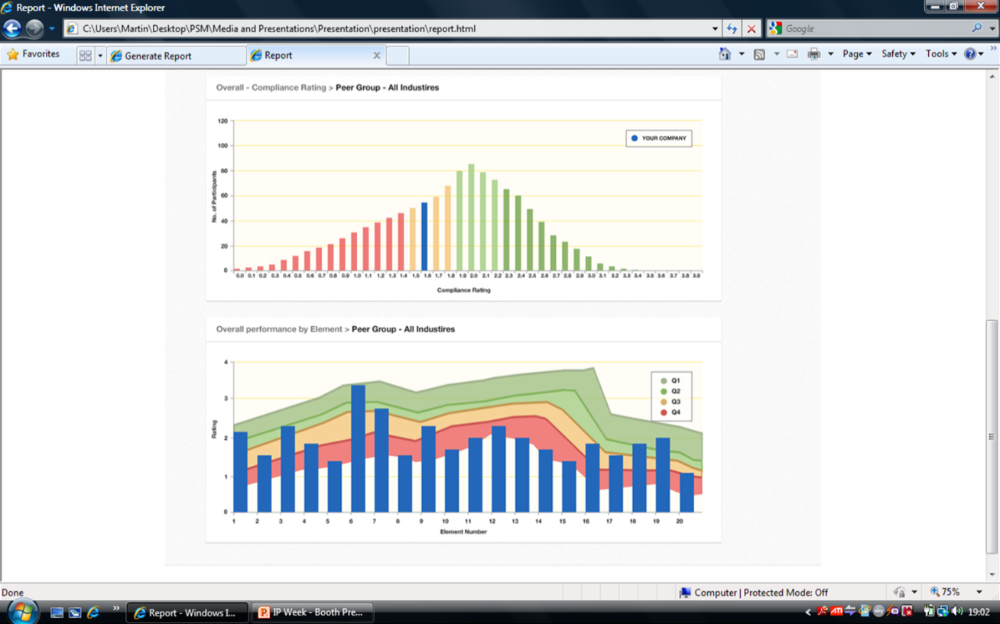 Report - Windows Internet Explorer
C:\Users\Martin\Desktop\PSM\Media and Presentations\Presentation\presentation\report.html
Google
Favorites
Generate Report
Report
Page
Safety
Tools
Overall - Compliance Rating > Peer Group - All Industires
120
100
80
60
40
20
0
No. of Participants
YOUR COMPANY
0.0 0.1 0.2 0.3 0.4 0.5 0.6 0.7 0.8 0.9 1.0 1.1 1.2 1.3 1.4 1.5 1.6 1.7 1.8 1.9 2.0 2.1 2.2 2.3 2.4 2.5 2.6 2.7 2.8 2.9 3.0 3.1 3.2 3.3 3.4 3.5 3.6 3.7 3.8 3.9
Compliance Rating
Overall performance by Element > Peer Group - All Industires
4
3
2
1
0
Rating
Q1
Q2
Q3
Q4
1 2 3 4 5 6 7 8 9 10 11 12 13 14 15 16 17 18 19 20
Element Number
Done
Computer | Protected Mode: Off
75%
Report - Windows I...
IP Week - Booth Pre...
19:02